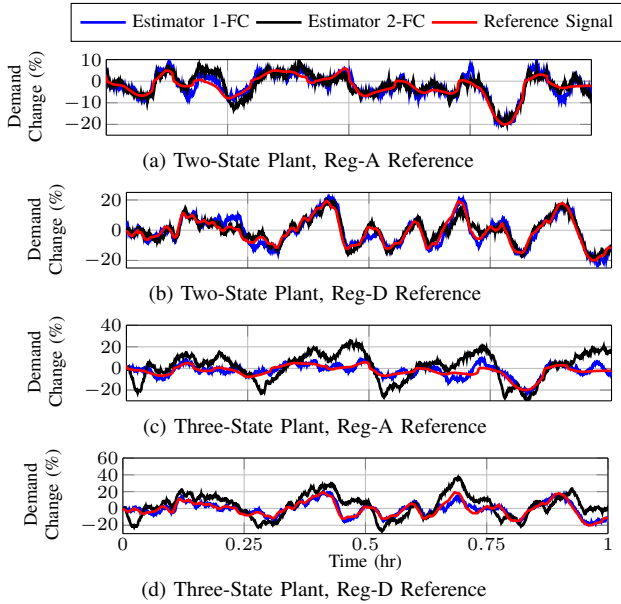 Estimator 1-FC Estimator 2-FC Reference Signal
Demand
Change (%)
10
0
−10
−20
(a) Two-State Plant, Reg-A Reference
Demand
Change (%)
20
0
−20
(b) Two-State Plant, Reg-D Reference
Demand
Change (%)
40
20
0
−20
(c) Three-State Plant, Reg-A Reference
Demand
Change (%)
60
40
20
0
−20
0 0.25 0.5 0.75 1
Time (hr)
(d) Three-State Plant, Reg-D Reference